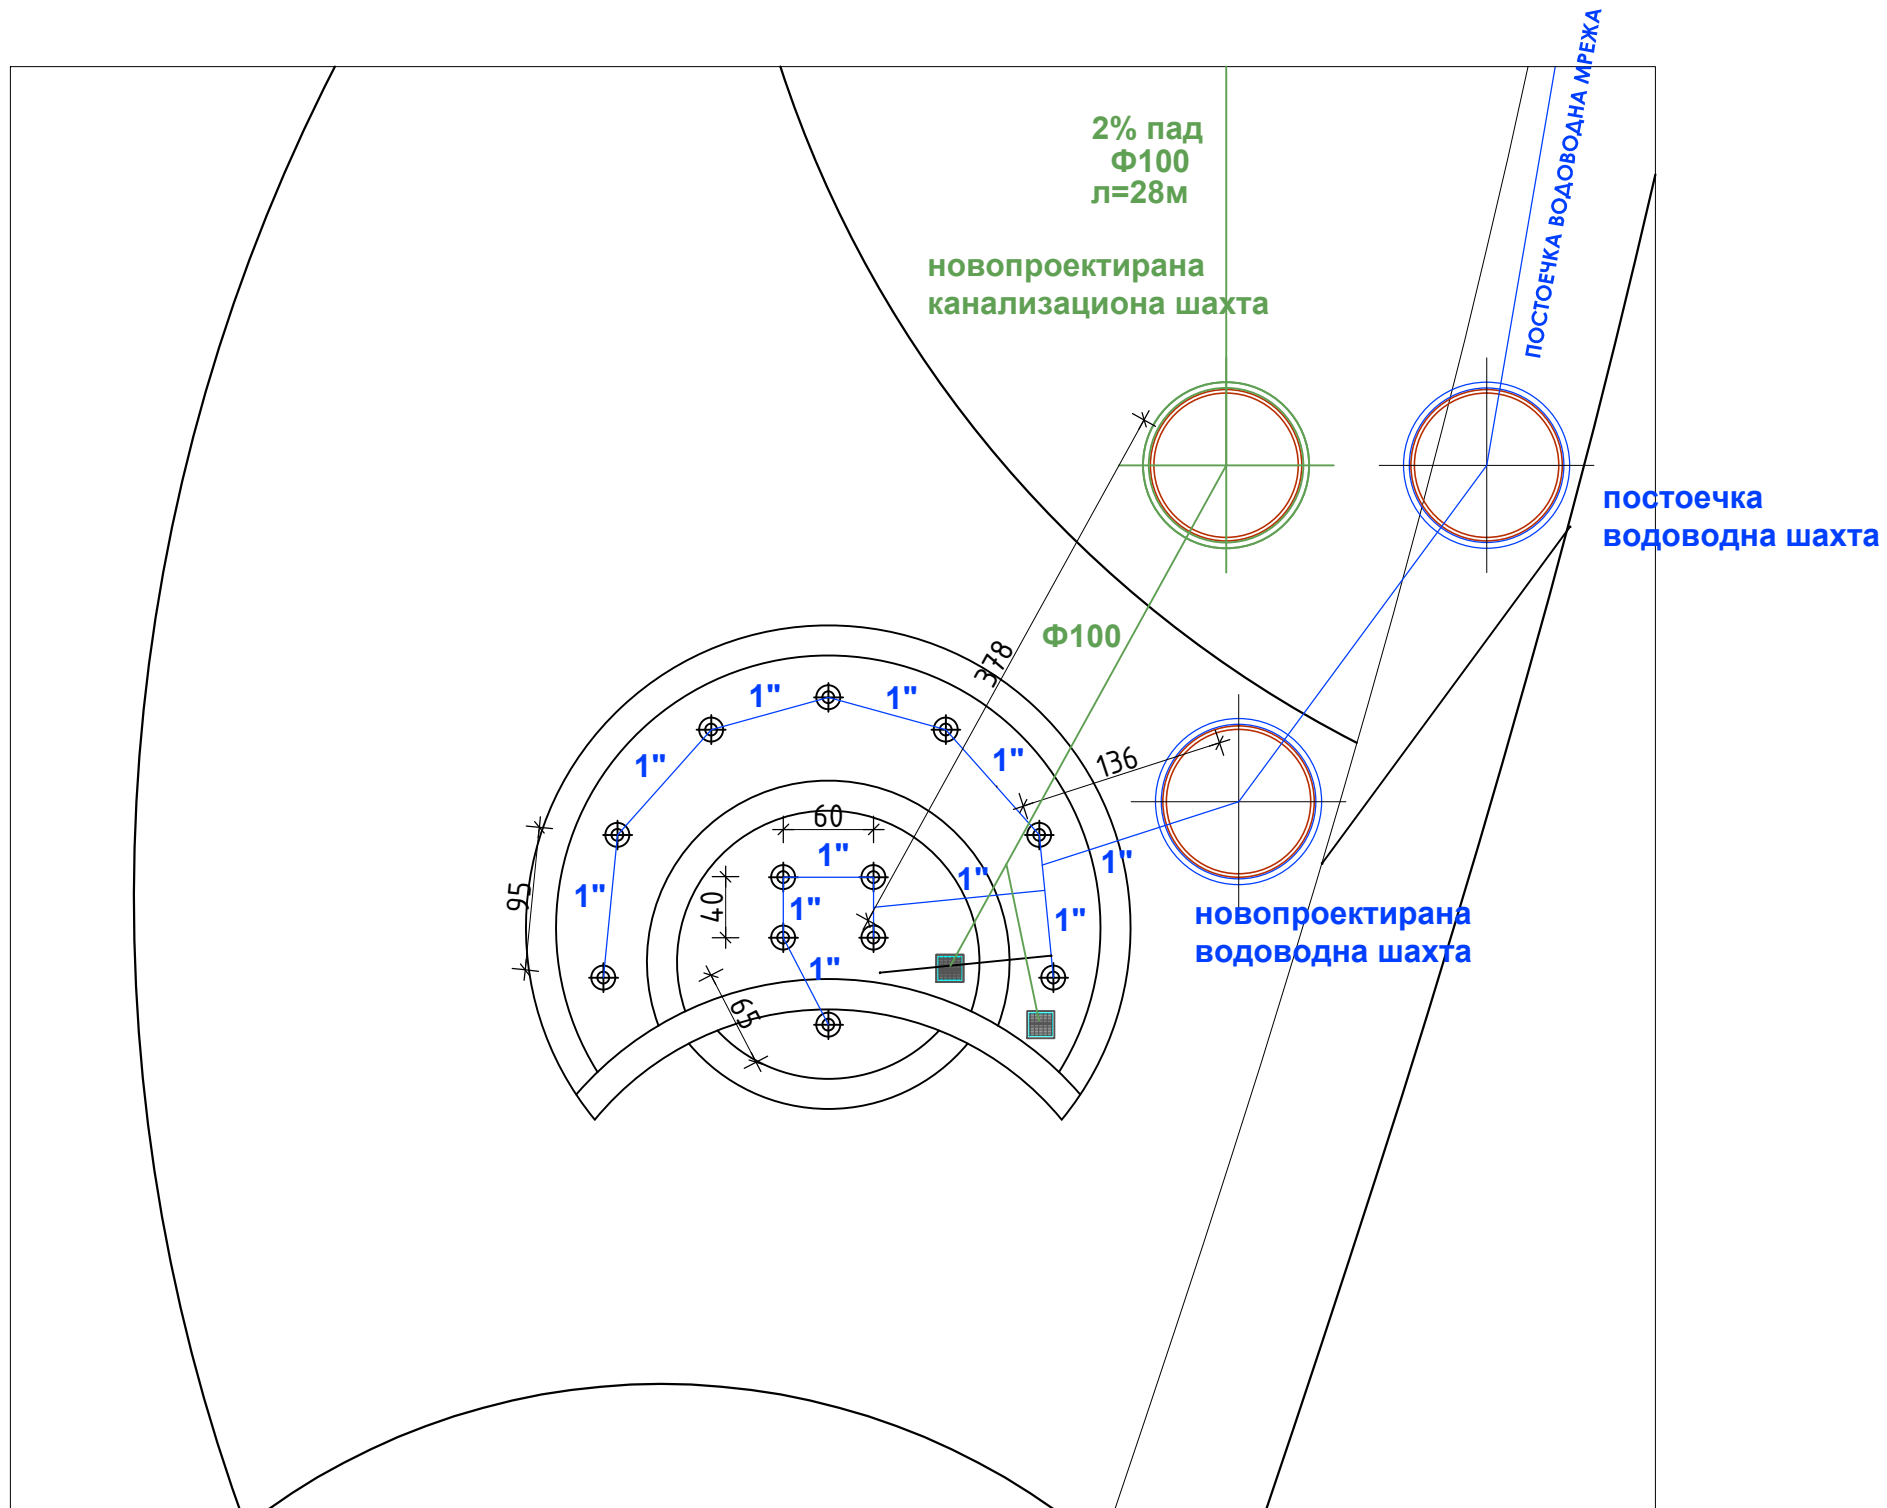 ПОСТОЕЧКА ВОДОВОДНА МРЕЖА
2% пад
Ф100
л=28м
новопроектирана
канализациона шахта
постоечка
водоводна шахта
Ф100
378
1"
1"
1"
1"
136
60
1"
1"
1"
1"
95
40
1"
1"
1"
новопроектирана
водоводна шахта
1"
65